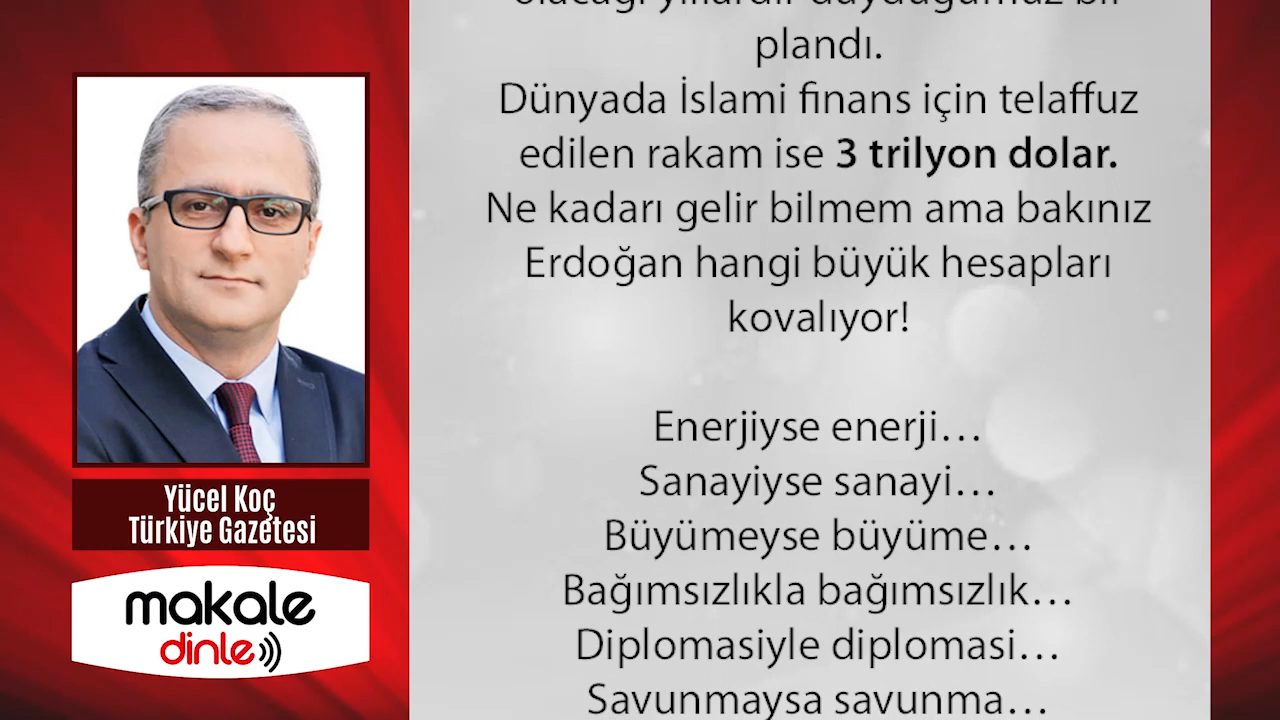 plandı.
Dünyada İslami finans için telaffuz
edilen rakam ise 3 trilyon dolar.
Ne kadarı gelir bilmem ama bakınız
Erdoğan hangi büyük hesapları
kovalıyor!
Enerjiyse enerji…
Sanayiyse sanayi…
Büyümeyse büyüme…
Bağımsızlıkla bağımsızlık…
Diplomasiyle diplomasi…
Savunmaysa savunma…
Yücel Koç
Türkiye Gazetesi
makale
dinle